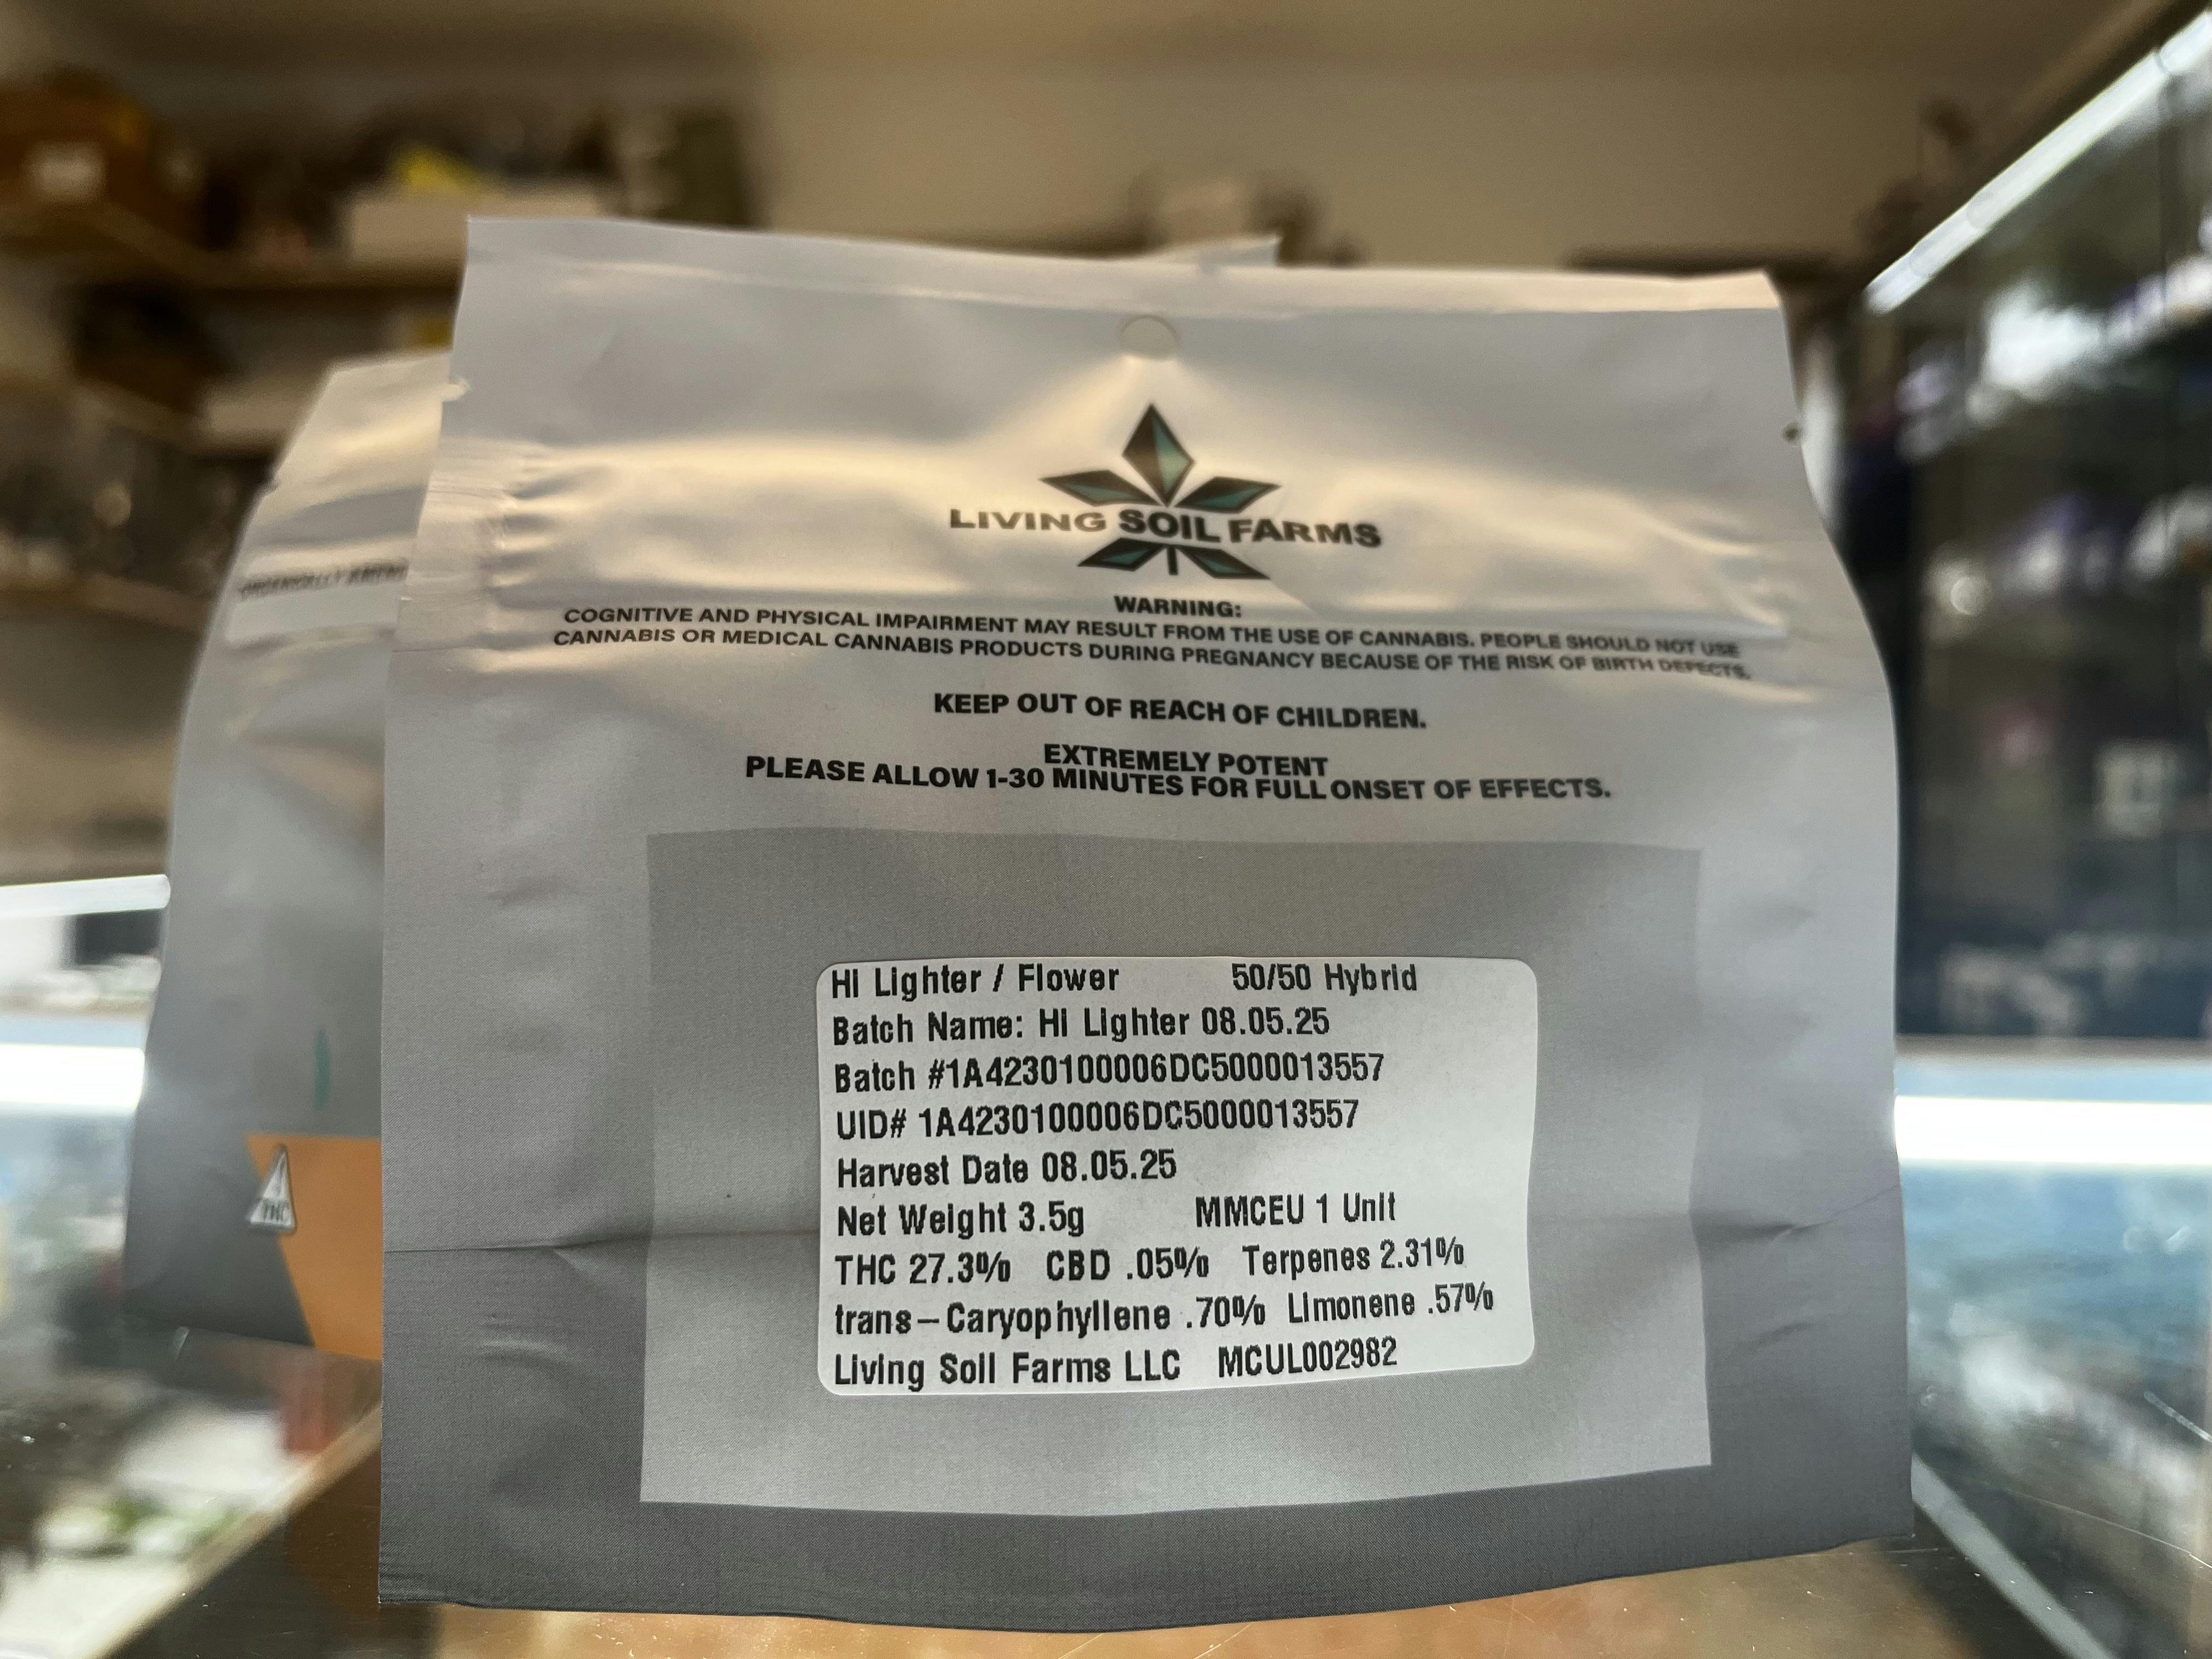 LIVING SOIL FARMS
WARNING:
COGNITIVE AND PHYSICAL IMPAIRMENT MAY RESULT FROM THE USE OF CANNABIS. PEOPLE SHOULD NOT USE
CANNABIS OR MEDICAL CANNABIS PRODUCTS DURING PREGNANCY BECAUSE OF THE RISK OF BIRTH DEFECTS.
KEEP OUT OF REACH OF CHILDREN.
EXTREMELY POTENT
PLEASE ALLOW 1-30 MINUTES FOR FULL ONSET OF EFFECTS.
Hi Lighter / Flower 50/50 Hybrid
Batch Name: Hi Lighter 08.05.25
Batch #1A4230100006DC5000013557
UID# 1A4230100006DC5000013557
Harvest Date 08.05.25
Net Weight 3.5g MMCEU 1 Unit
THC 27.3% CBD .05% Terpenes 2.31%
trans-Caryophyllene .70% Limonene .57%
Living Soil Farms LLC MCUL002982
THC